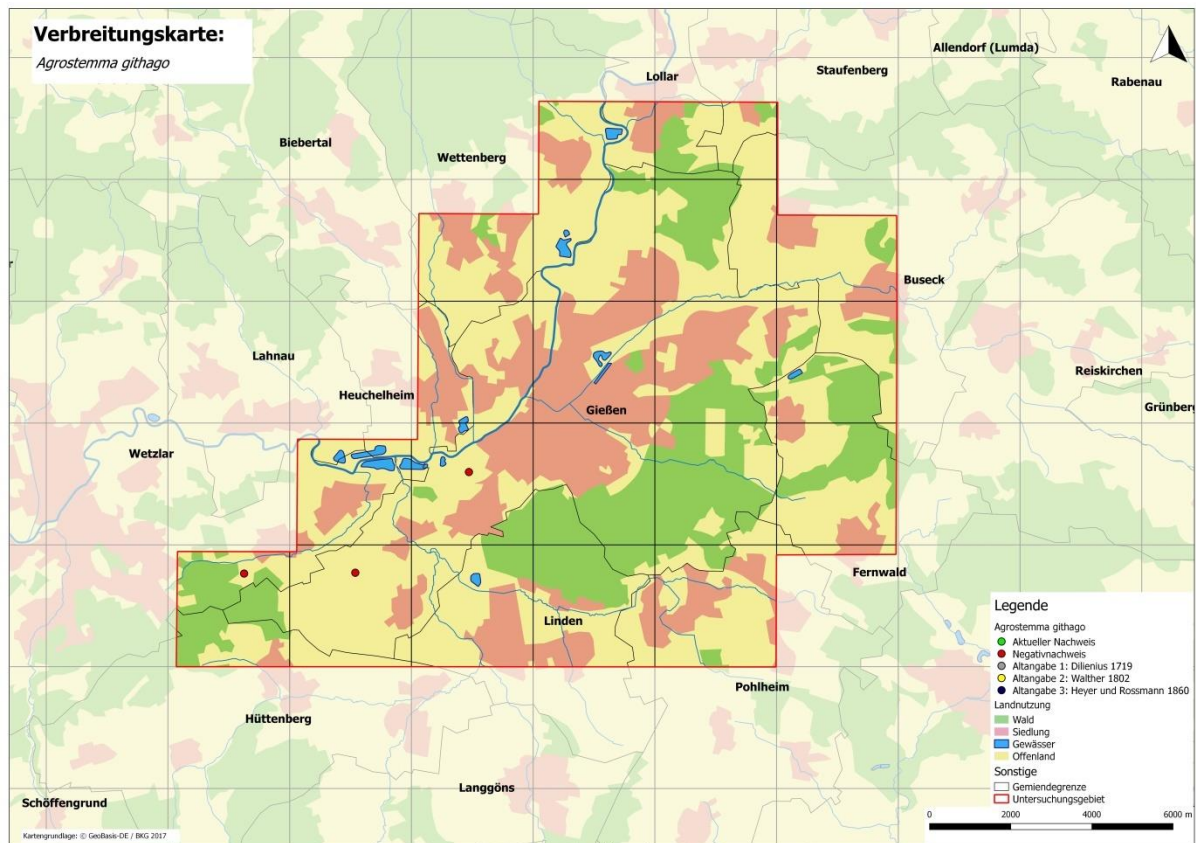 Verbreitungskarte:
Agrostemma githago
Allendorf (Lumda)
Lollar
Staufenberg
Rabenau
Biebertal
Wettenberg
Buseck
Lahnau
Reiskirchen
Heuchelheim
Grünberg
Gießen
Wetzlar
Fernwald
Linden
Pohlheim
Hüttenberg
Langgöns
Schöffengrund
Legende
Agrostemma githago
Aktueller Nachweis
Negativnachweis
Altangabe 1: Dilienius 1719
Altangabe 2: Walther 1802
Altangabe 3: Heyer und Rossmann 1860
Landnutzung
Wald
Siedlung
Gewässer
Offenland
Sonstige
Gemiendegrenze
Untersuchungsgebiet
0 2000 4000 6000 m
Kartengrundlage: © GeoBasis-DE / BKG 2017